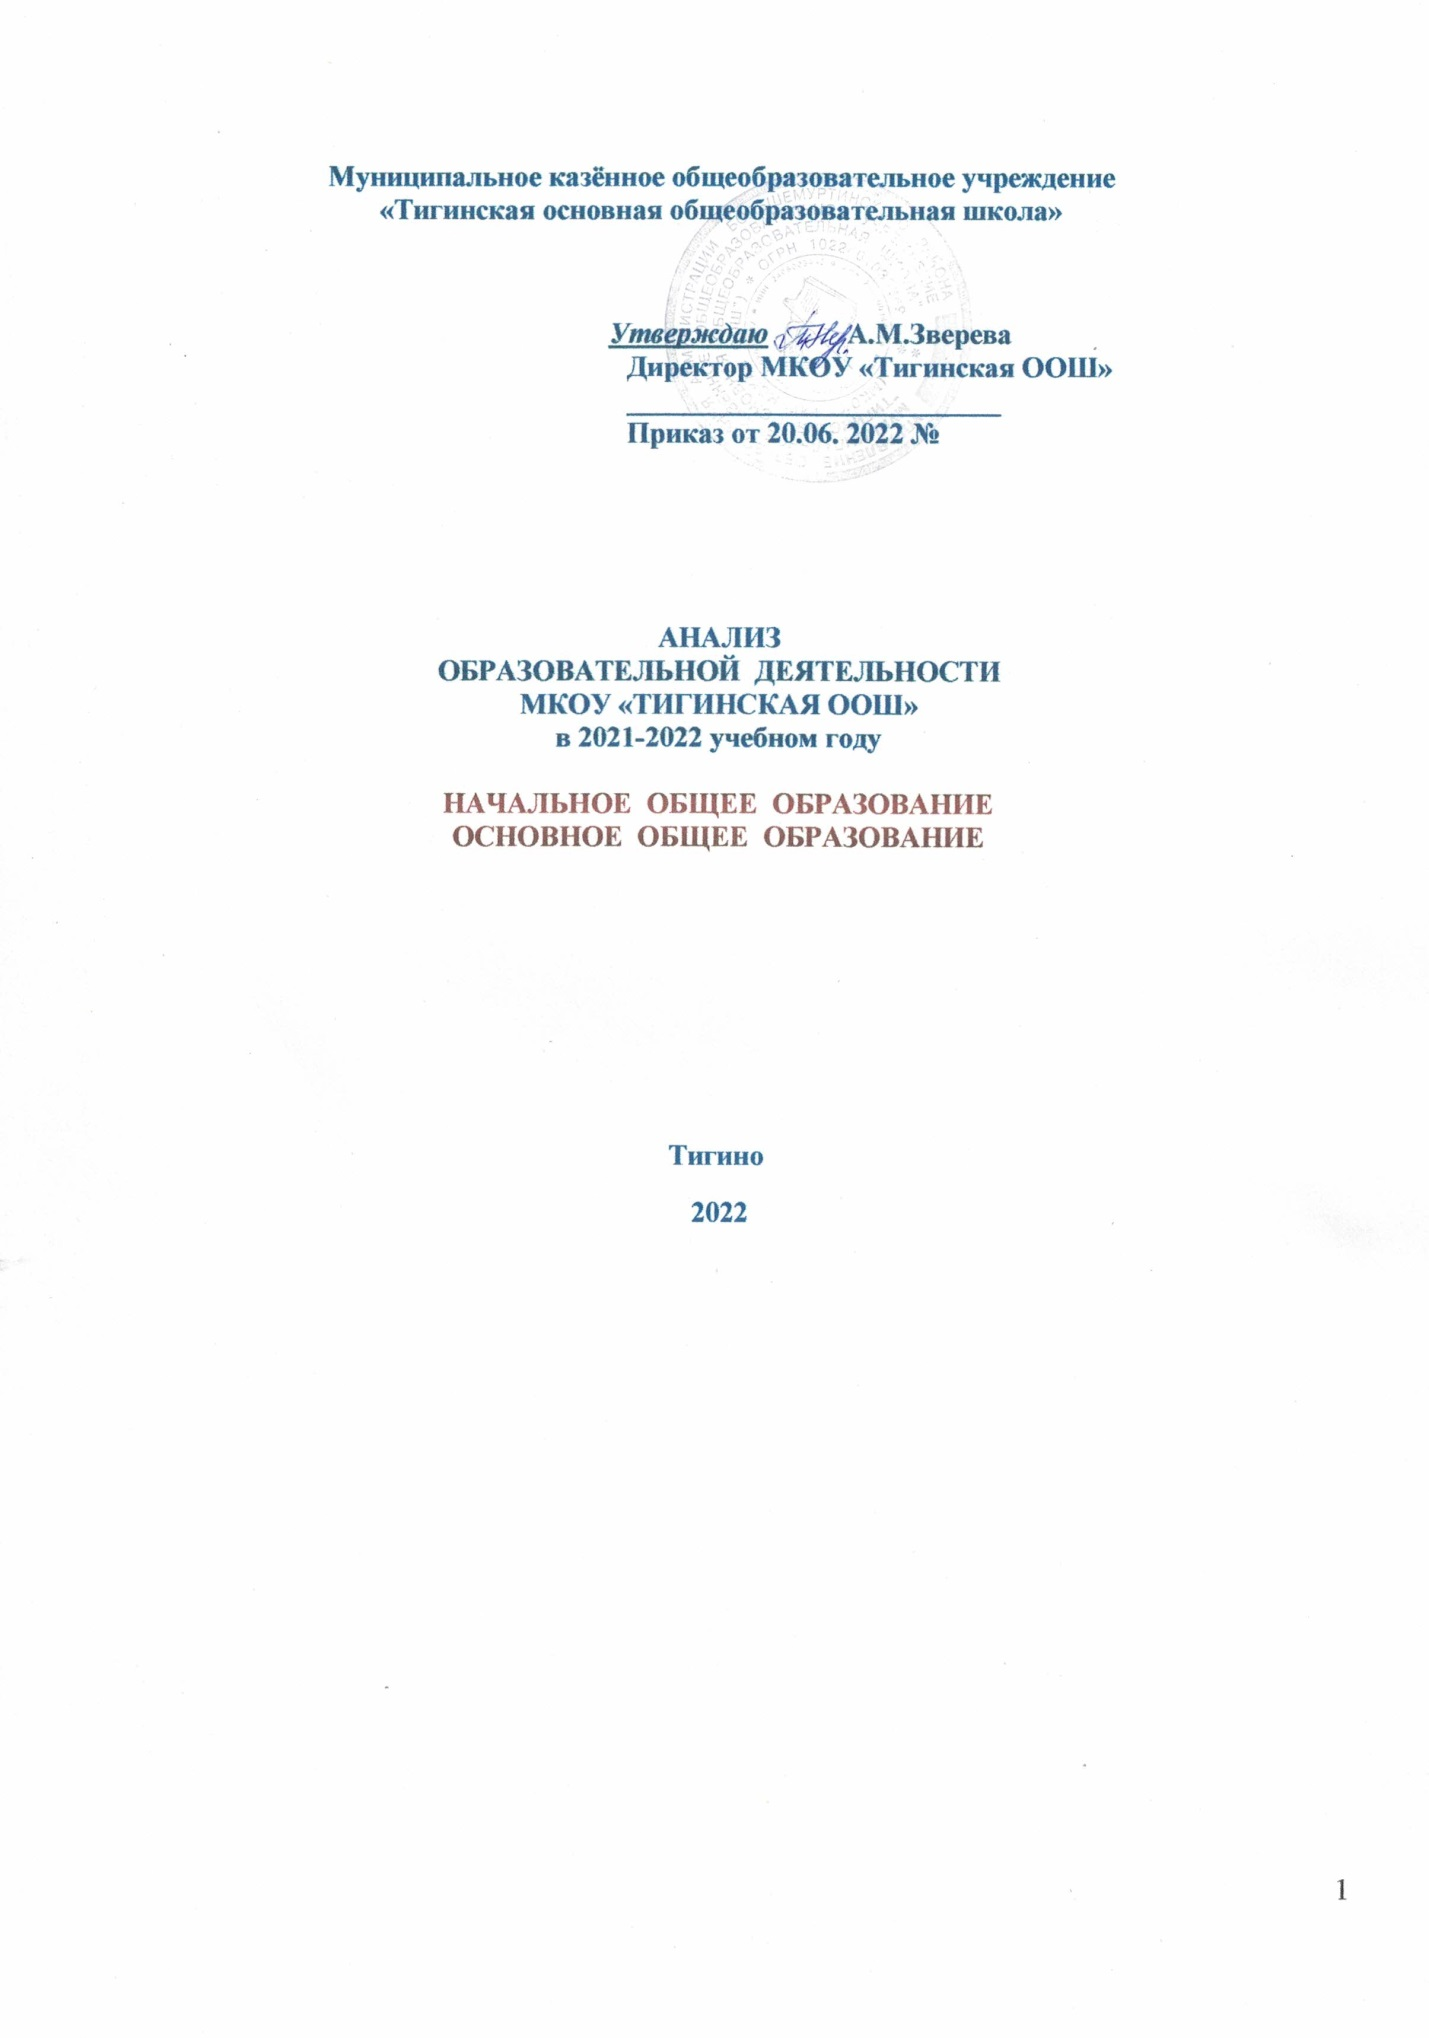 Муниципальное казённое общеобразовательное учреждение
«Тигинская основная общеобразовательная школа»
Утверждаю А.М.Зверева
Директор МКОУ «Тигинская ООШ»
Приказ от 20.06. 2022 №
АНАЛИЗ
ОБРАЗОВАТЕЛЬНОЙ ДЕЯТЕЛЬНОСТИ
МКОУ «ТИГИНСКАЯ ООШ»
в 2021-2022 учебном году
НАЧАЛЬНОЕ ОБЩЕЕ ОБРАЗОВАНИЕ
ОСНОВНОЕ ОБЩЕЕ ОБРАЗОВАНИЕ
Тигино
2022
1